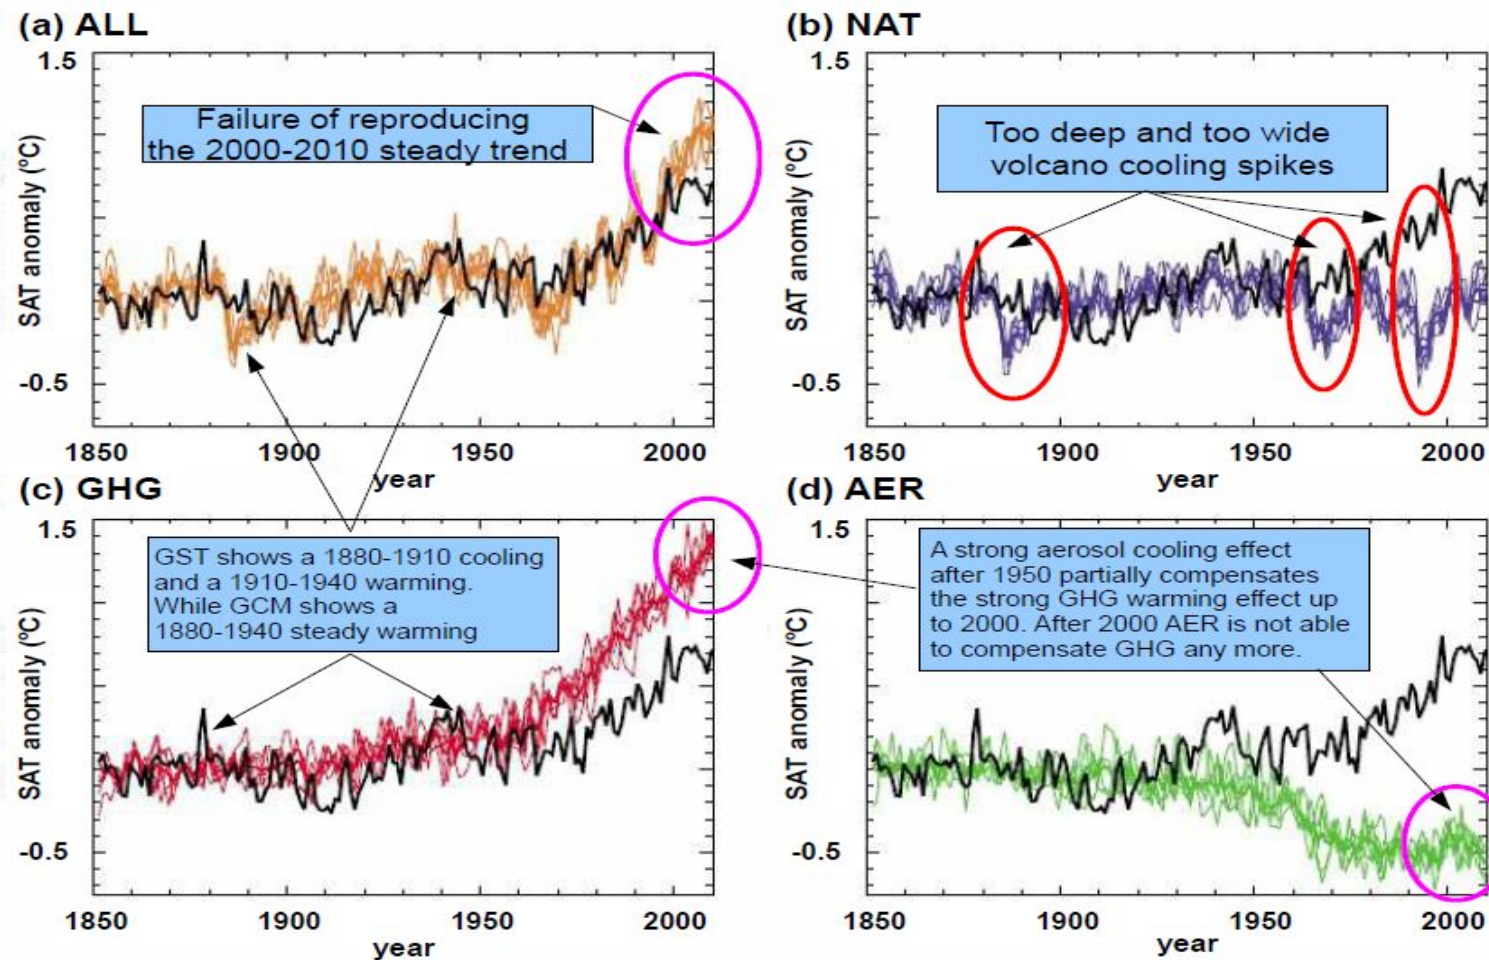 (a) ALL
1.5
SAT anomaly (ºC)
-0.5
Failure of reproducing
the 2000-2010 steady trend
1850
1900
1950
2000
year
(b) NAT
1.5
SAT anomaly (ºC)
-0.5
Too deep and too wide
volcano cooling spikes
1850
1900
1950
2000
year
(c) GHG
1.5
SAT anomaly (ºC)
-0.5
GST shows a 1880-1910 cooling
and a 1910-1940 warming.
While GCM shows a
1880-1940 steady warming
1850
1900
1950
2000
year
(d) AER
1.5
SAT anomaly (ºC)
-0.5
A strong aerosol cooling effect
after 1950 partially compensates
the strong GHG warming effect up
to 2000. After 2000 AER is not able
to compensate GHG any more.
1850
1900
1950
2000
year